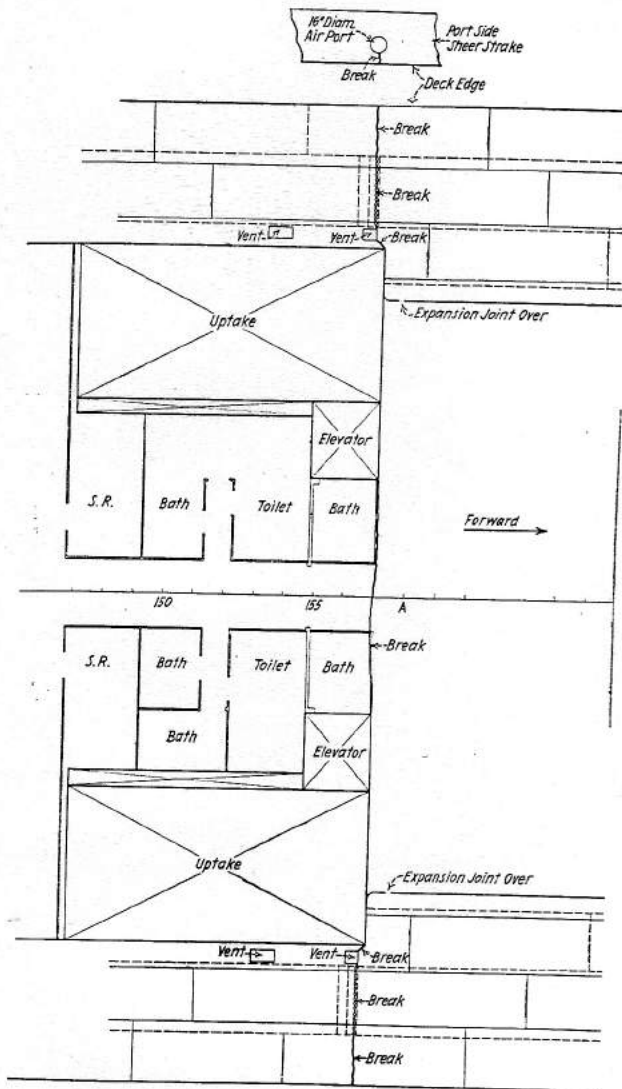 16" Diam.
Air Port
Port Side
Sheer Strake
Break
Deck Edge
Break
Break
Vent
Vent
Break
Uptake
Expansion Joint Over
Elevator
S.R.
Bath
Toilet
Bath
Forward
150
155
A
S.R.
Bath
Toilet
Bath
Break
Bath
Elevator
Uptake
Expansion Joint Over
Vent
Vent
Break
Break
Break